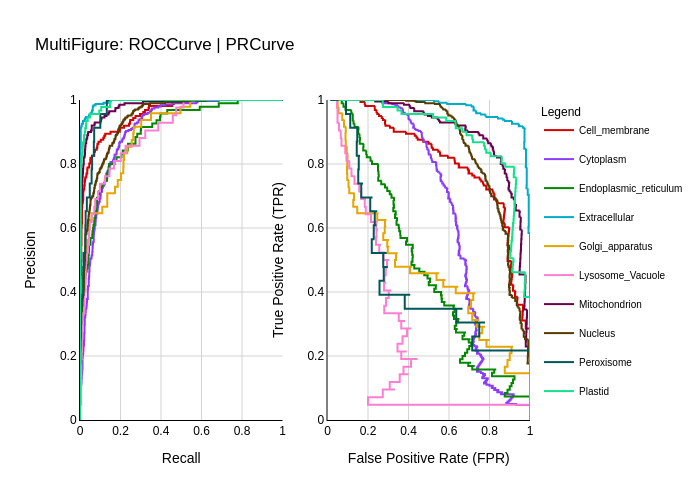 MultiFigure: ROCCurve | PRCurve
Precision
1
0.8
0.6
0.4
0.2
0
0
0.2
0.4
0.6
0.8
1
Recall
True Positive Rate (TPR)
1
0.8
0.6
0.4
0.2
0
0
0.2
0.4
0.6
0.8
1
False Positive Rate (FPR)
Legend
Cell_membrane
Cytoplasm
Endoplasmic_reticulum
Extracellular
Golgi_apparatus
Lysosome_Vacuole
Mitochondrion
Nucleus
Peroxisome
Plastid